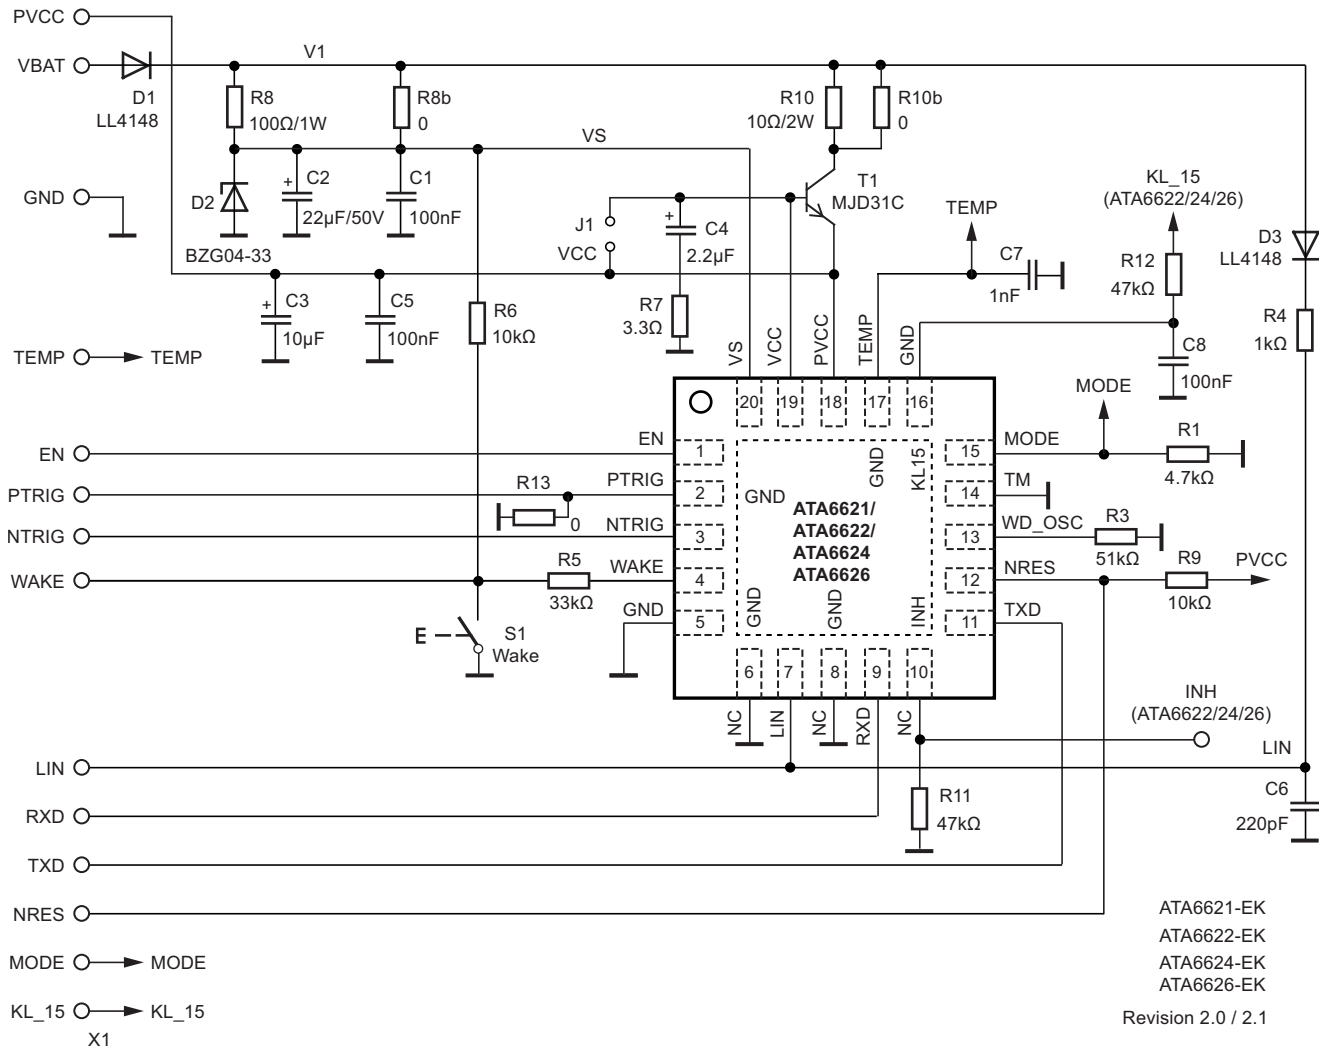 PVCC
VBAT
D1
LL4148
V1
R8
100Ω/1W
R8b
0
R10
10Ω/2W
R10b
0
VS
GND
D2
BZG04-33
+
C2
22µF/50V
C1
100nF
J1
VCC
+
C4
2.2µF
T1
MJD31C
TEMP
C7
1nF
KL_15
(ATA6622/24/26)
R12
47kΩ
D3
LL4148
+
C3
10µF
C5
100nF
R6
10kΩ
R7
3.3Ω
VS
VCC
PVCC
TEMP
GND
R4
1kΩ
C8
100nF
TEMP
TEMP
20
19
18
17
16
MODE
EN
EN
1
15
MODE
R1
4.7kΩ
PTRIG
R13
0
PTRIG
2
GND
GND
KL15
14
TM
NTRIG
NTRIG
3
ATA6621/
ATA6622/
ATA6624
ATA6626
13
WD_OSC
R3
51kΩ
WAKE
R5
33kΩ
WAKE
4
12
NRES
R9
10kΩ
PVCC
GND
5
GND
GND
INH
11
TXD
E
S1
Wake
6
7
8
9
10
NC
LIN
NC
RXD
NC
INH
(ATA6622/24/26)
LIN
LIN
C6
220pF
RXD
R11
47kΩ
TXD
NRES
MODE
MODE
KL_15
KL_15
X1
ATA6621-EK
ATA6622-EK
ATA6624-EK
ATA6626-EK
Revision 2.0 / 2.1